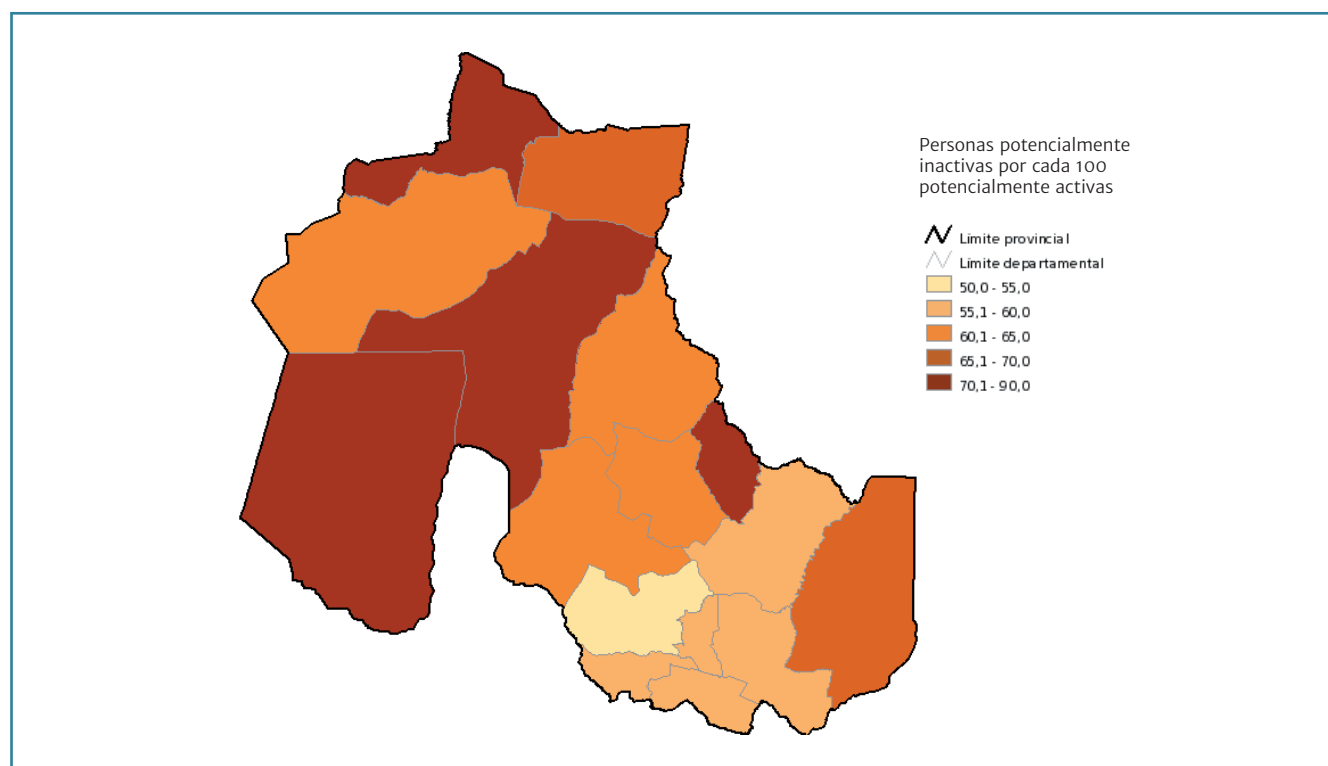 Personas potencialmente
inactivas por cada 100
potencialmente activas
Límite provincial
Límite departamental
50,0 - 55,0
55,1 - 60,0
60,1 - 65,0
65,1 - 70,0
70,1 - 90,0